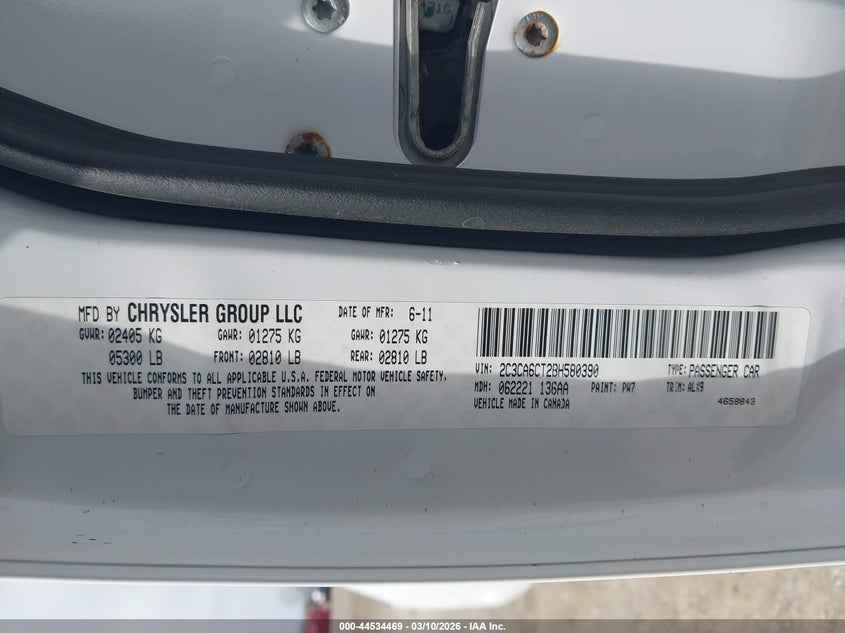 MFD BY CHRYSLER GROUP LLC DATE OF MFR: 6-11
GVWR: 02405 KG GAWR: 01275 KG GAWR: 01275 KG
05300 LB FRONT: 02810 LB REAR: 02810 LB
THIS VEHICLE CONFORMS TO ALL APPLICABLE U.S.A. FEDERAL MOTOR VEHICLE SAFETY,
BUMPER AND THEFT PREVENTION STANDARDS IN EFFECT ON
THE DATE OF MANUFACTURE SHOWN ABOVE.
VIN: 2C3CA6CT2BH580390 TYPE: PASSENGER CAR
MDH: 062221 136AA PAINT: PW7 TRIM: ALX9
VEHICLE MADE IN CANADA 4658843
000-44534469 - 03/10/2026 - IAA Inc.